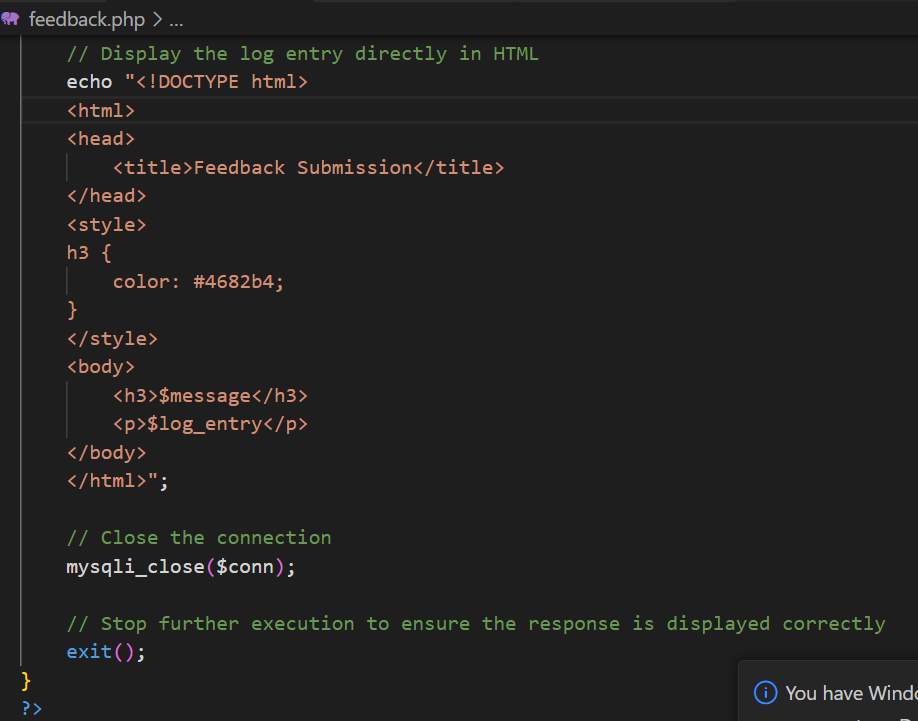 feedback.php > ...
// Display the log entry directly in HTML
echo "<!DOCTYPE html>
<html>
<head>
    <title>Feedback Submission</title>
</head>
<style>
h3 {
    color: #4682b4;
}
</style>
<body>
    <h3>$message</h3>
    <p>$log_entry</p>
</body>
</html>";
// Close the connection
mysqli_close($conn);
// Stop further execution to ensure the response is displayed correctly
exit();
}
?>
You have Windo